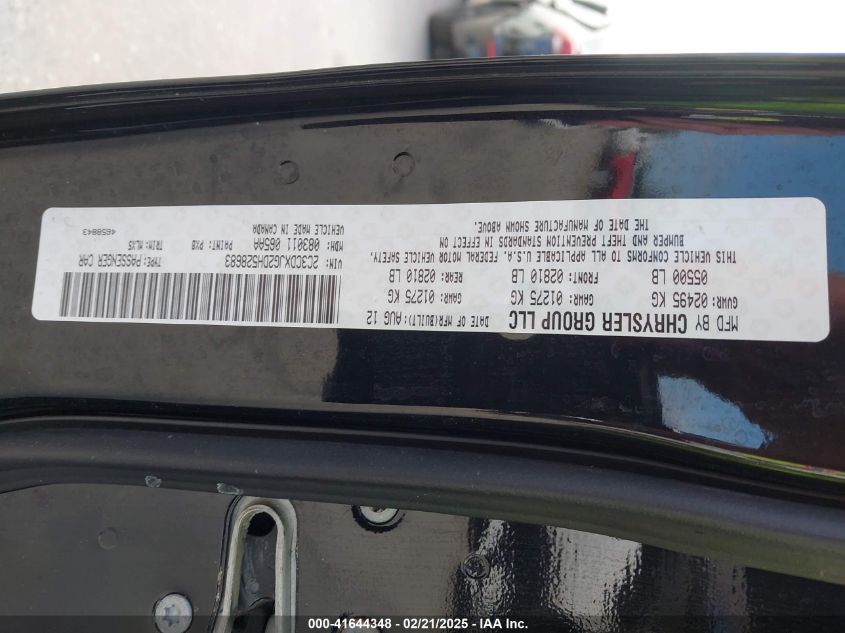 MFD BY CHRYSLER GROUP LLC DATE OF MFR(BUILT): AUG 12
GVWR: 02495 KG GAWR: 01275 KG GAWR: 01275 KG
05500 LB FRONT: 02810 LB REAR: 02810 LB
THIS VEHICLE CONFORMS TO ALL APPLICABLE U.S.A. FEDERAL MOTOR VEHICLE SAFETY,
BUMPER AND THEFT PREVENTION STANDARDS IN EFFECT ON
THE DATE OF MANUFACTURE SHOWN ABOVE.
VIN: 2C3CDXJG2DH528683 TYPE: PASSENGER CAR
MDH: 083011 065AA PAINT: PXB TRIM: MLX5
VEHICLE MADE IN CANADA 4658843
000-41644348 - 02/21/2025 - IAA Inc.